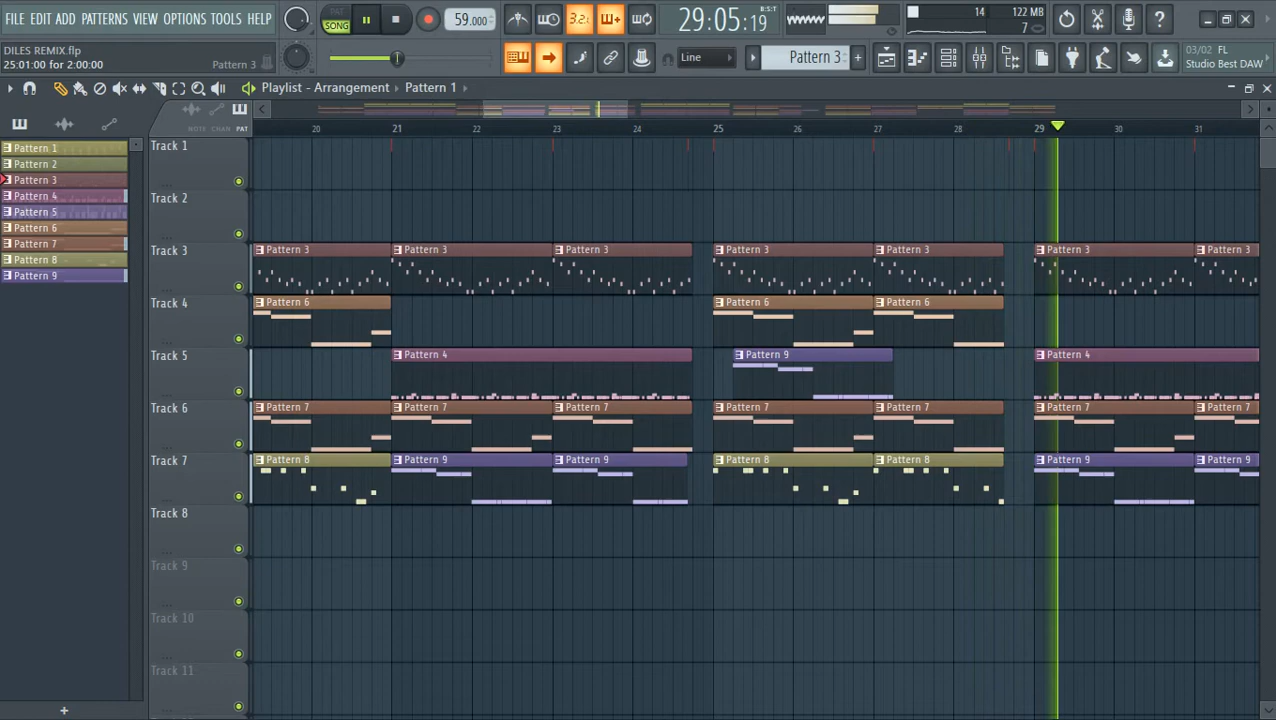 FILE EDIT ADD PATTERNS VIEW OPTIONS TOOLS HELP
PAT
SONG
59.000
3.2.
29:05:19
B:S:T
14
122 MB
7
DILES REMIX.flp
25:01:00 for 2:00:00
Pattern 3
Line
Pattern 3
03/02 FL
Studio Best DAW
Playlist - Arrangement
Pattern 1
NOTE CHAN PAT
20 21 22 23 24 25 26 27 28 29 30 31
Pattern 1
Pattern 2
Pattern 3
Pattern 4
Pattern 5
Pattern 6
Pattern 7
Pattern 8
Pattern 9
Track 1
Track 2
Track 3
Pattern 3 Pattern 3 Pattern 3 Pattern 3 Pattern 3 Pattern 3 Pattern 3
Track 4
Pattern 6 Pattern 6 Pattern 6
Track 5
Pattern 4 Pattern 9 Pattern 4
Track 6
Pattern 7 Pattern 7 Pattern 7 Pattern 7 Pattern 7 Pattern 7 Pattern 7
Track 7
Pattern 8 Pattern 9 Pattern 9 Pattern 8 Pattern 8 Pattern 9 Pattern 9
Track 8
Track 9
Track 10
Track 11